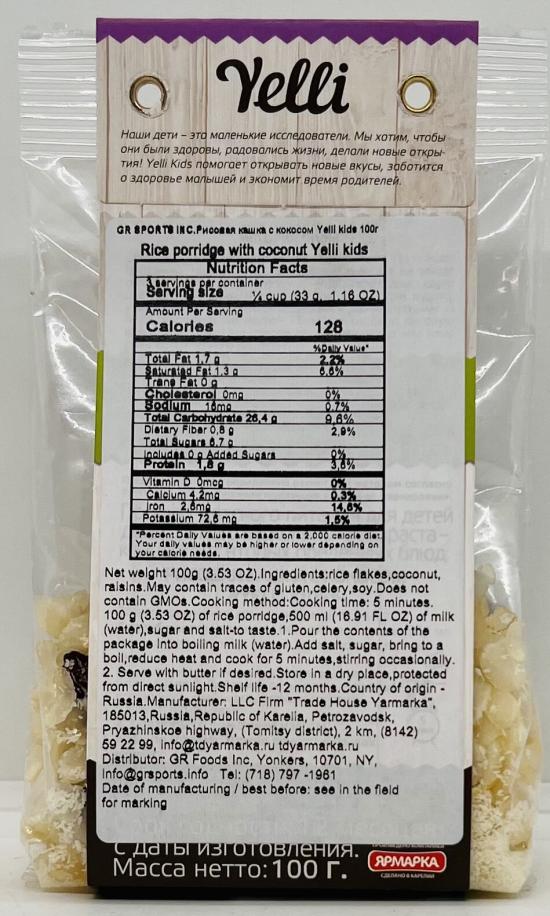 Yelli
Наши дети – это маленькие исследователи. Мы хотим, чтобы
они были здоровы, радовались жизни, делали новые откры-
тия! Yelli Kids помогает открывать новые вкусы, заботится
о здоровье малышей и экономит время родителей.
GR SPORTS INC.Рисовая кашка с кокосом Yelli kids 100г
Rice porridge with coconut Yelli kids
Nutrition Facts
3 servings per container
Serving size ¼ cup (33 g, 1.16 OZ)
Amount Per Serving
Calories 128
%Daily Value*
Total Fat 1,7 g 2.2%
Saturated Fat 1.3 g 6.6%
Trans Fat 0 g
Cholesterol 0mg 0%
Sodium 16mg 0.7%
Total Carbohydrate 26,4 g 9,6%
Dietary Fiber 0,8 g 2,9%
Total Sugars 6,7 g
Includes 0 g Added Sugars 0%
Protein 1,8 g 3,6%
Vitamin D 0mcg 0%
Calcium 4,2mg 0.3%
Iron 2,6mg 14,6%
Potassium 72,6 mg 1,5%
*Percent Daily Values are based on a 2,000 calorie diet.
Your daily values may be higher or lower depending on
your calorie needs.
Net weight 100g (3.53 OZ).Ingredients:rice flakes,coconut,
raisins.May contain traces of gluten,celery,soy.Does not
contain GMOs.Cooking method:Cooking time: 5 minutes.
100 g (3.53 OZ) of rice porridge,500 ml (16.91 FL OZ) of milk
(water),sugar and salt-to taste.1.Pour the contents of the
package into boiling milk (water).Add salt, sugar, bring to a
boil,reduce heat and cook for 5 minutes,stirring occasionally.
2. Serve with butter if desired.Store in a dry place,protected
from direct sunlight.Shelf life -12 months.Country of origin -
Russia.Manufacturer: LLC Firm "Trade House Yarmarka",
185013,Russia,Republic of Karelia, Petrozavodsk,
Pryazhinskoe highway, (Tomitsy district), 2 km, (8142)
59 22 99, info@tdyarmarka.ru tdyarmarka.ru
Distributor: GR Foods Inc, Yonkers, 10701, NY,
info@grsports.info Tel: (718) 797 -1961
Date of manufacturing / best before: see in the field
for marking
с даты изготовления.
Масса нетто: 100 г.
ЯРМАРКА
СДЕЛАНО В КАРЕЛИИ